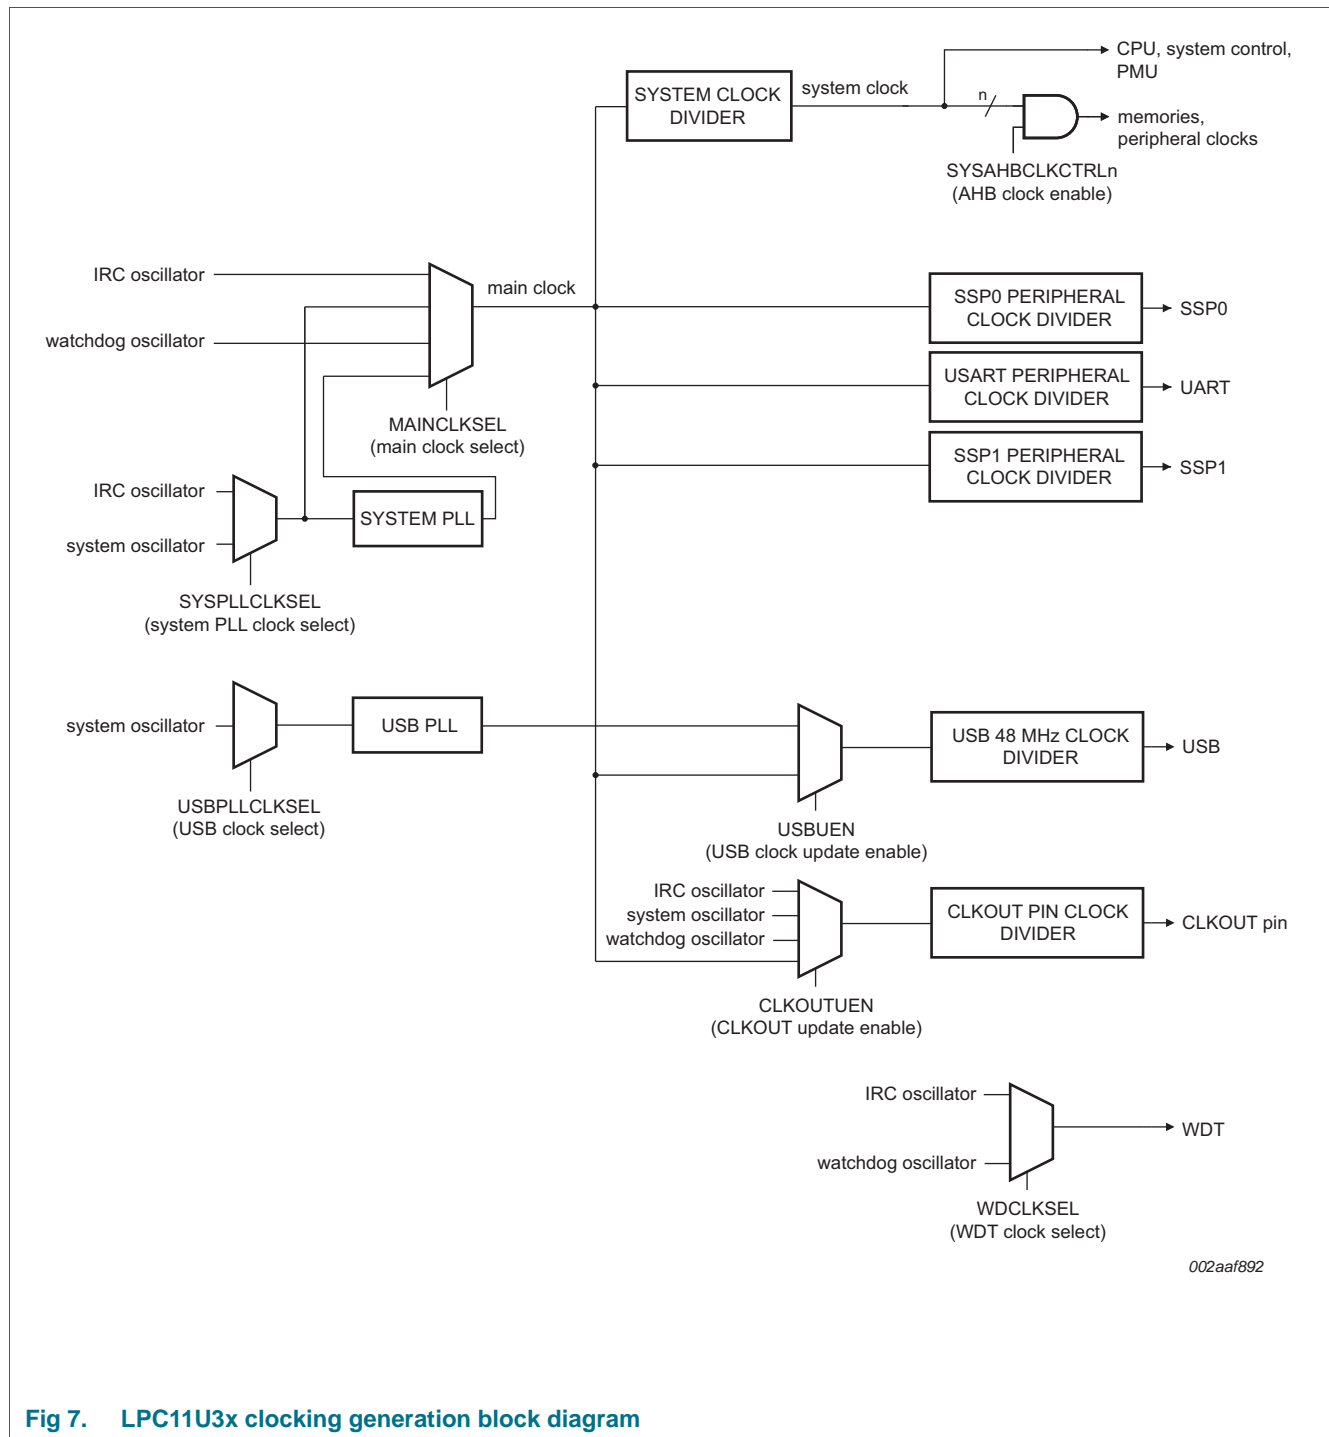 CPU, system control,
PMU
SYSTEM CLOCK
DIVIDER
system clock
n
memories,
peripheral clocks
SYSAHBCLKCTRLn
(AHB clock enable)
IRC oscillator
main clock
watchdog oscillator
MAINCLKSEL
(main clock select)
SSP0 PERIPHERAL
CLOCK DIVIDER
SSP0
USART PERIPHERAL
CLOCK DIVIDER
UART
SSP1 PERIPHERAL
CLOCK DIVIDER
SSP1
IRC oscillator
system oscillator
SYSTEM PLL
SYSPLLCLKSEL
(system PLL clock select)
system oscillator
USB PLL
USBPLLCLKSEL
(USB clock select)
USB 48 MHz CLOCK
DIVIDER
USB
USBUEN
(USB clock update enable)
IRC oscillator
system oscillator
watchdog oscillator
CLKOUT PIN CLOCK
DIVIDER
CLKOUT pin
CLKOUTUEN
(CLKOUT update enable)
IRC oscillator
watchdog oscillator
WDT
WDCLKSEL
(WDT clock select)
002aaf892
Fig 7. LPC11U3x clocking generation block diagram